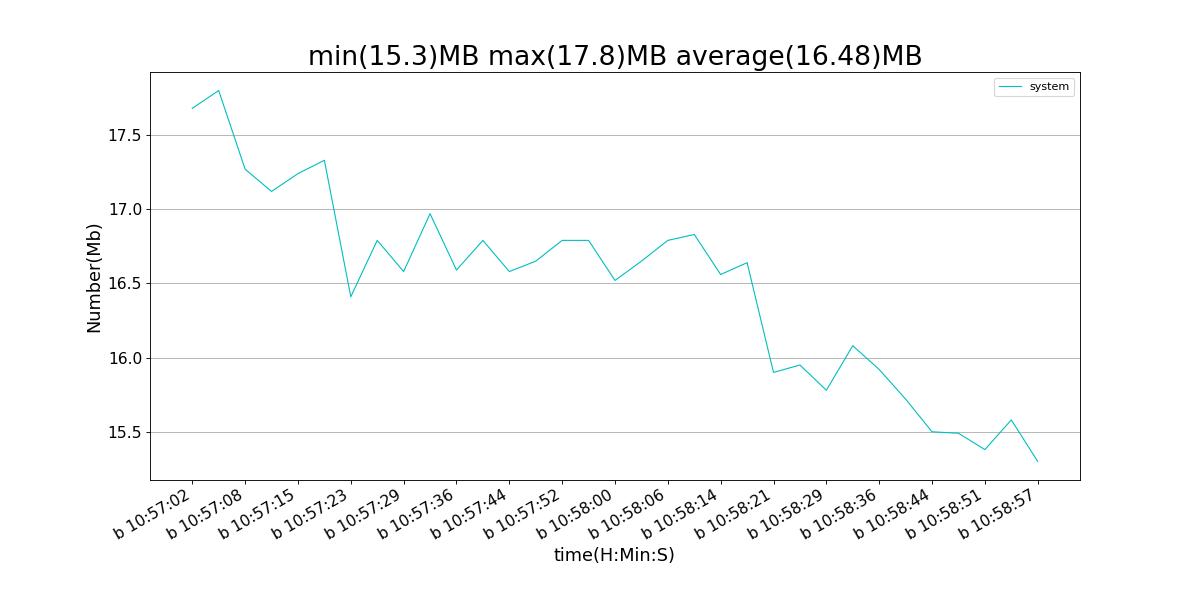 min(15.3)MB max(17.8)MB average(16.48)MB
system
17.5
17.0
16.5
16.0
15.5
Number(Mb)
b 10:57:02
b 10:57:08
b 10:57:15
b 10:57:23
b 10:57:29
b 10:57:36
b 10:57:44
b 10:57:52
b 10:58:00
b 10:58:06
b 10:58:14
b 10:58:21
b 10:58:29
b 10:58:36
b 10:58:44
b 10:58:51
b 10:58:57
time(H:Min:S)